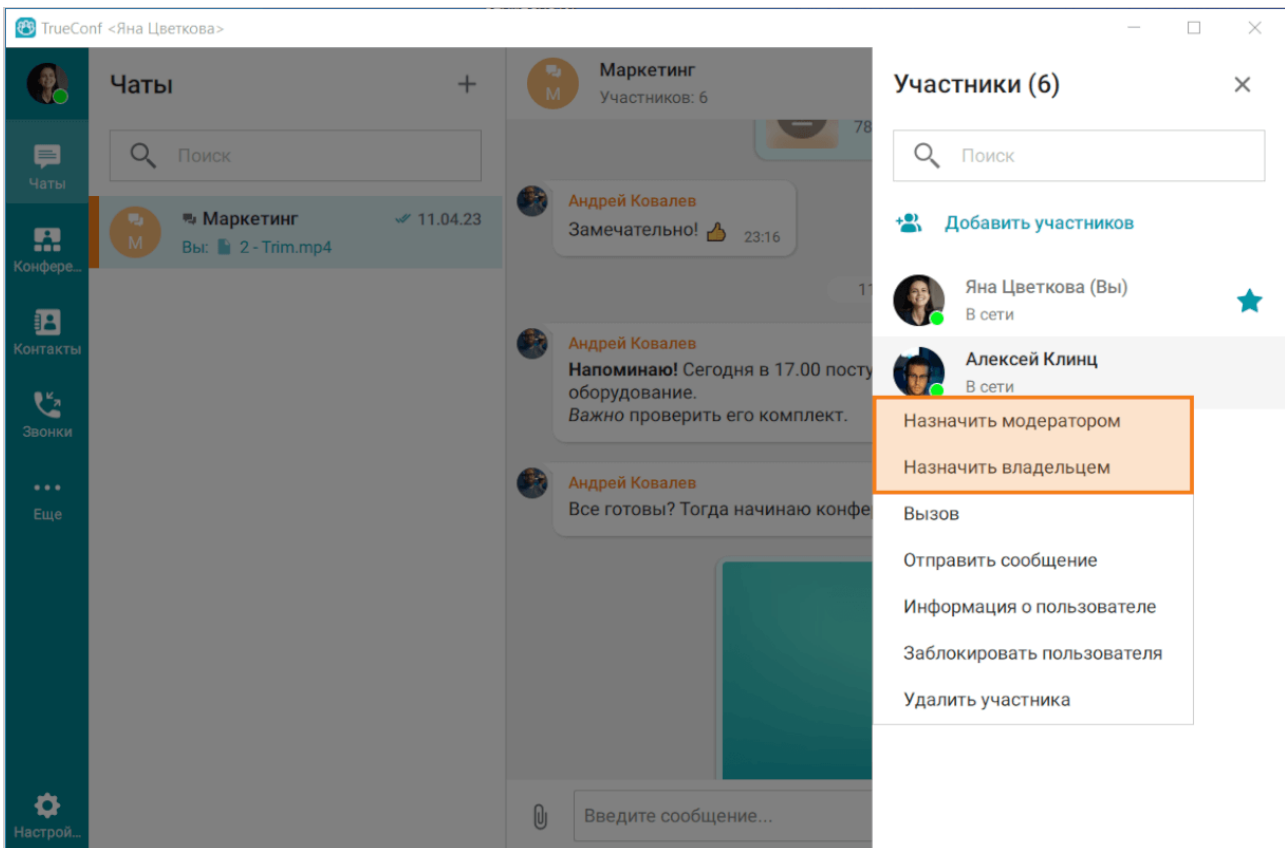 TrueConf <Яна Цветкова>
Чаты
Поиск
Маркетинг
11.04.23
Вы: 2 - Trim.mp4
Чаты
Конфере...
Контакты
Звонки
Еще
Настрой...
М
Маркетинг
Участников: 6
78
Андрей Ковалев
Замечательно! 👍 23:16
11
Андрей Ковалев
Напоминаю! Сегодня в 17.00 посту
оборудование.
Важно проверить его комплект.
Андрей Ковалев
Все готовы? Тогда начинаю конфе
Введите сообщение...
М
Участники (6)
Поиск
Добавить участников
Яна Цветкова (Вы)
В сети
Алексей Клинц
В сети
Назначить модератором
Назначить владельцем
Вызов
Отправить сообщение
Информация о пользователе
Заблокировать пользователя
Удалить участника